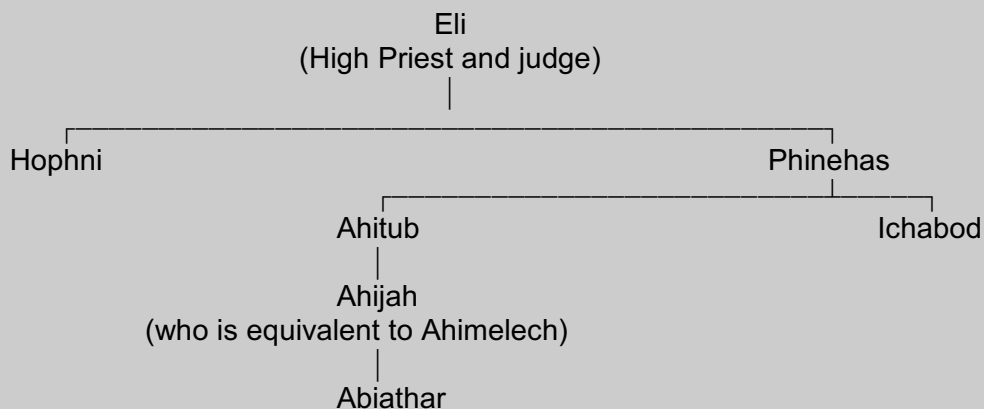 Eli
(High Priest and judge)
Hophni
Phinehas
Ahitub
Ichabod
Ahijah
(who is equivalent to Ahimelech)
Abiathar